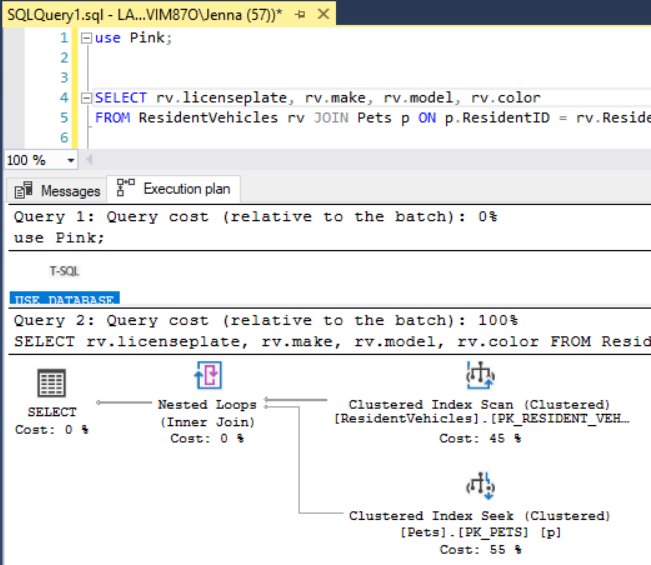 SQLQuery1.sql - LA...VIM87O\Jenna (57))*
1 use Pink;
2
3
4 SELECT rv.licenseplate, rv.make, rv.model, rv.color
5 FROM ResidentVehicles rv JOIN Pets p ON p.ResidentID = rv.Reside
6
100 %
Messages Execution plan
Query 1: Query cost (relative to the batch): 0%
use Pink;
T-SQL
USE DATABASE
Query 2: Query cost (relative to the batch): 100%
SELECT rv.licenseplate, rv.make, rv.model, rv.color FROM Resid
SELECT
Cost: 0 %
Nested Loops
(Inner Join)
Cost: 0 %
Clustered Index Scan (Clustered)
[ResidentVehicles].[PK_RESIDENT_VEH…
Cost: 45 %
Clustered Index Seek (Clustered)
[Pets].[PK_PETS] [p]
Cost: 55 %